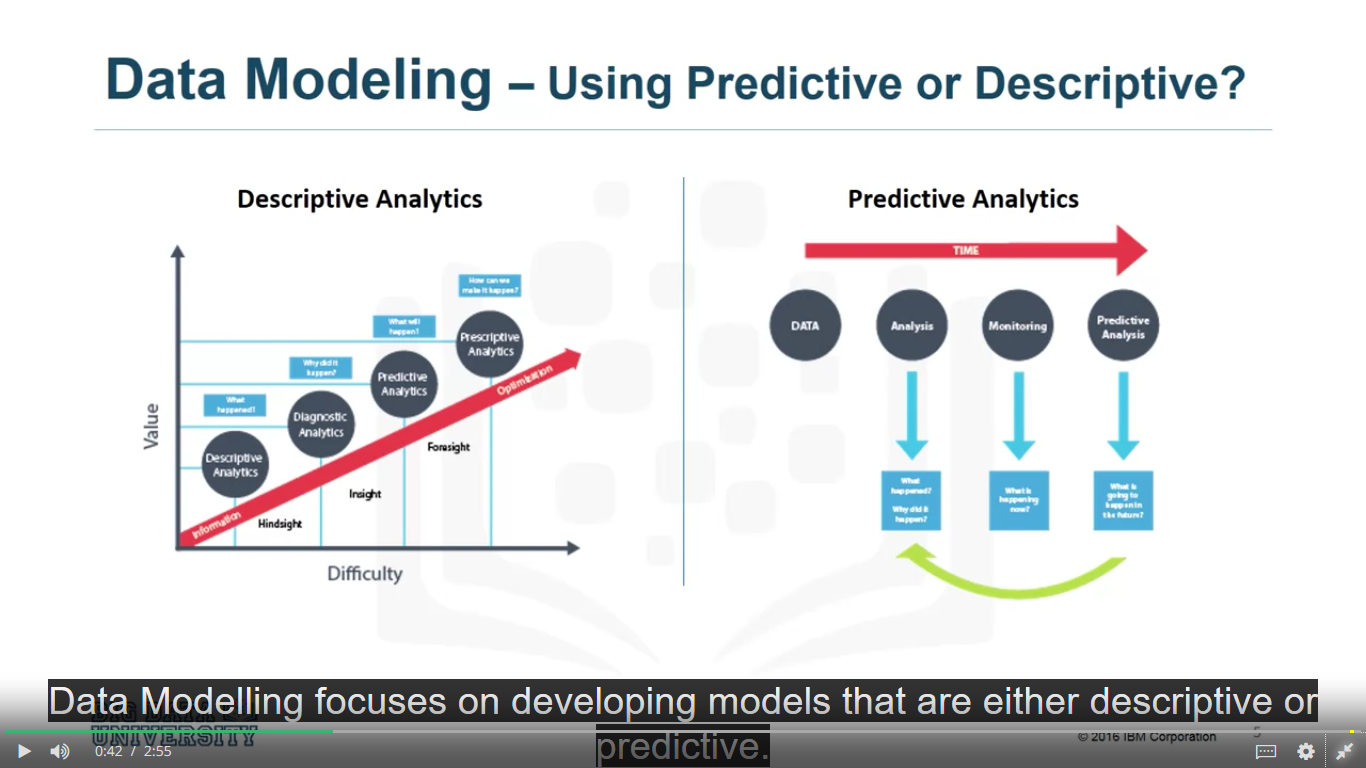 Data Modeling – Using Predictive or Descriptive?
Descriptive Analytics
Value
What
happened?
Descriptive
Analytics
Why did it
happen?
Diagnostic
Analytics
What will
happen?
Predictive
Analytics
How can we
make it happen?
Prescriptive
Analytics
Information
Optimization
Hindsight
Insight
Foresight
Difficulty
Predictive Analytics
TIME
DATA
Analysis
Monitoring
Predictive
Analysis
What
happened?
Why did it
happen?
What is
happening
now?
What is
going to
happen in
the future?
Data Modelling focuses on developing models that are either descriptive or
predictive.
BIG DATA
UNIVERSITY
0:42 / 2:55
5
© 2016 IBM Corporation